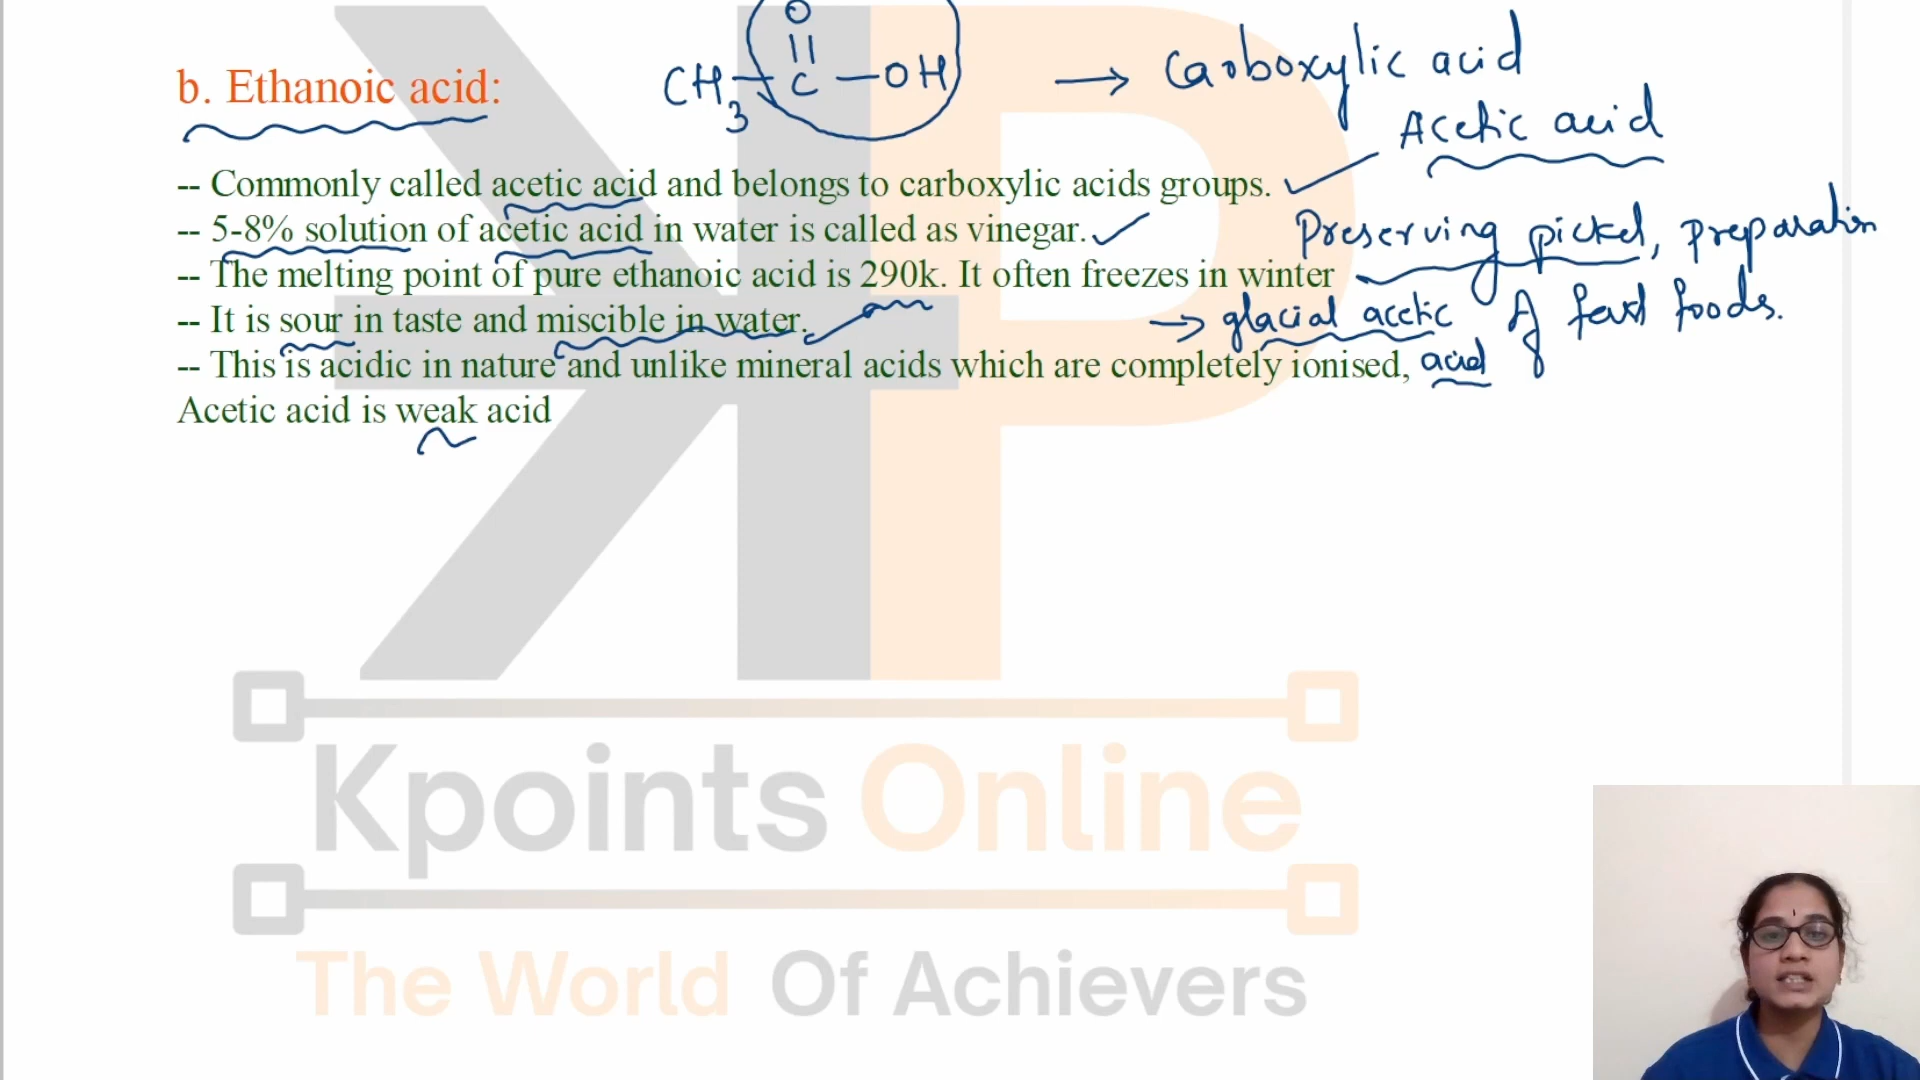 b. Ethanoic acid:
O
||
CH3 — C — OH → Carboxylic acid
Acetic acid
-- Commonly called acetic acid and belongs to carboxylic acids groups.
-- 5-8% solution of acetic acid in water is called as vinegar.
Preserving pickel, preparation
of fast foods.
-- The melting point of pure ethanoic acid is 290k. It often freezes in winter
→ glacial acetic
acid
-- It is sour in taste and miscible in water.
-- This is acidic in nature and unlike mineral acids which are completely ionised,
Acetic acid is weak acid
KP
Kpoints Online
The World Of Achievers